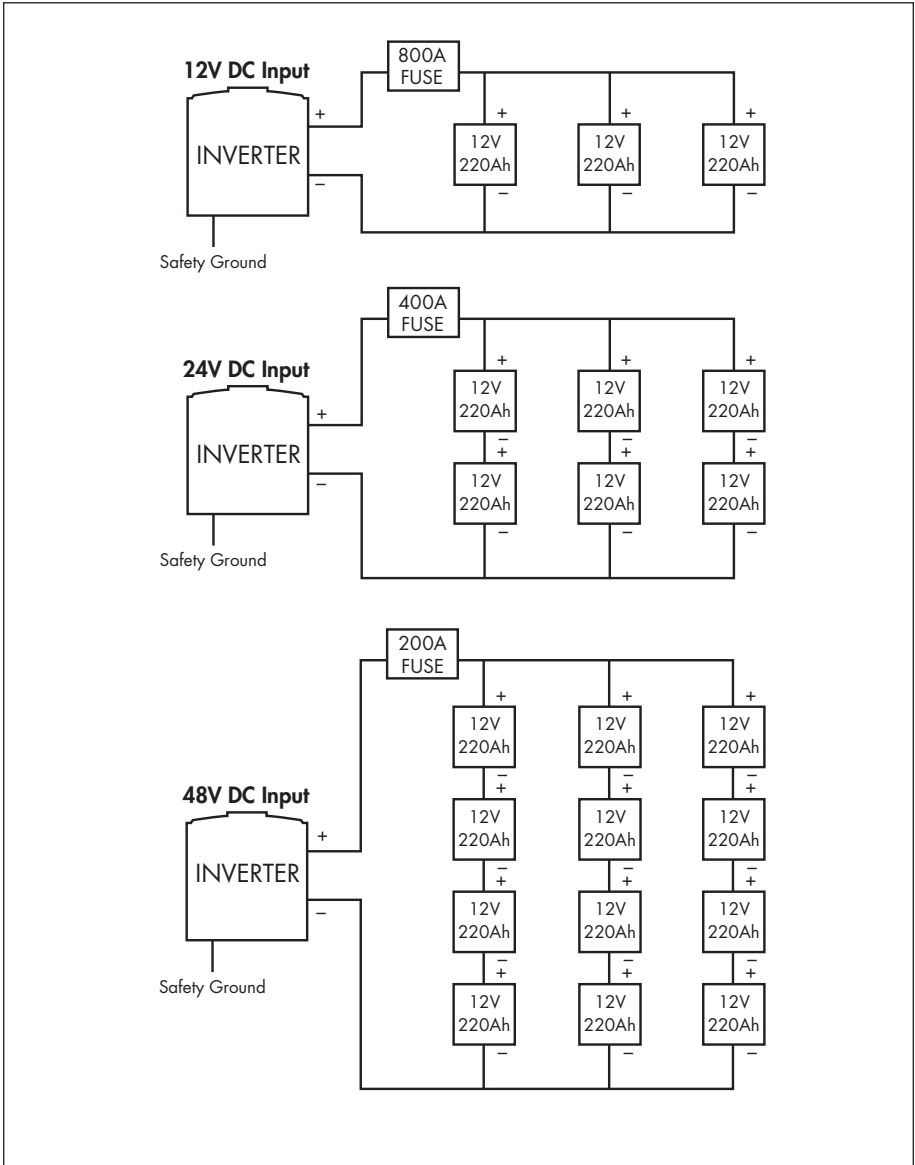 800A
FUSE
12V DC Input
+
+ + +
INVERTER
12V 12V 12V
220Ah 220Ah 220Ah
–
– – –
Safety Ground
400A
FUSE
24V DC Input
+ + +
12V 12V 12V
220Ah 220Ah 220Ah
+
– – –
+ + +
INVERTER
–
12V 12V 12V
220Ah 220Ah 220Ah
– – –
Safety Ground
200A
FUSE
+ + +
12V 12V 12V
220Ah 220Ah 220Ah
– – –
+ + +
48V DC Input
12V 12V 12V
220Ah 220Ah 220Ah
+
– – –
+ + +
INVERTER
–
12V 12V 12V
220Ah 220Ah 220Ah
– – –
+ + +
Safety Ground
12V 12V 12V
220Ah 220Ah 220Ah
– – –